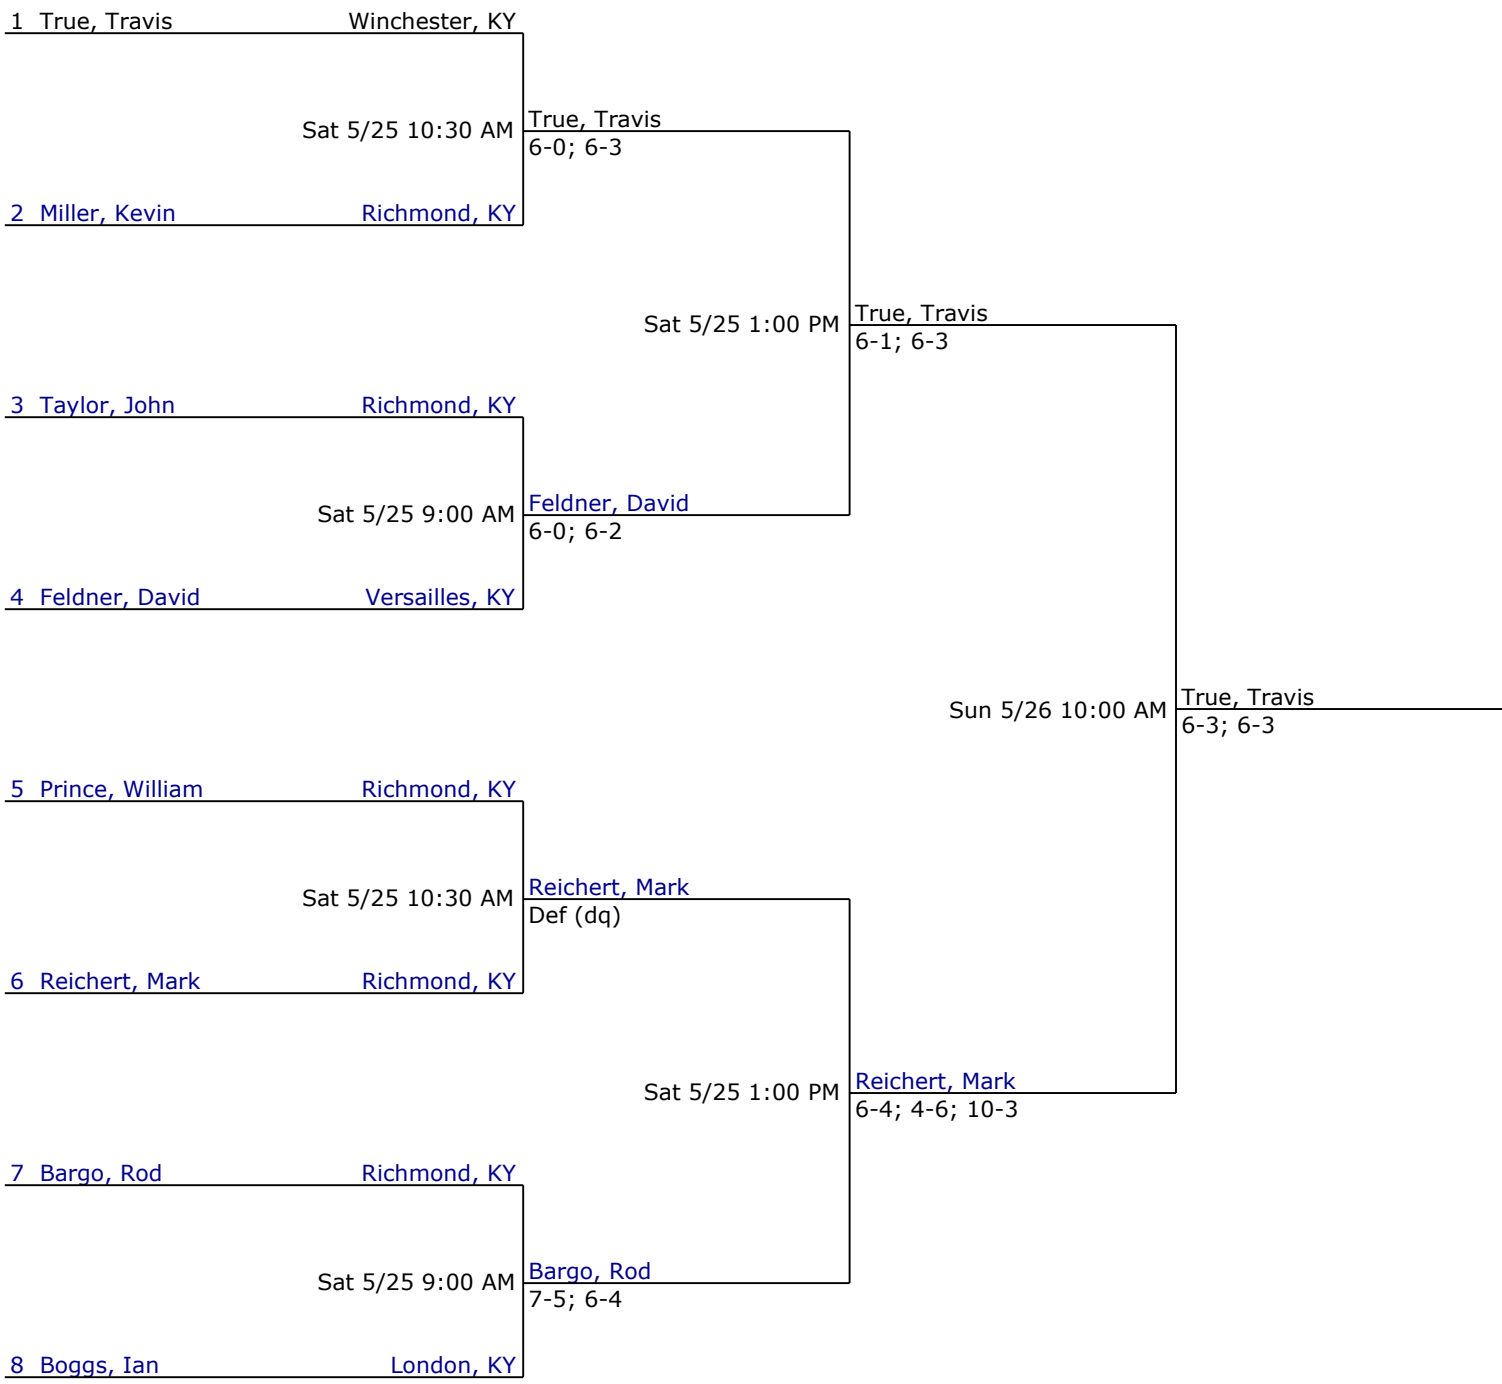 1 True, Travis Winchester, KY
Sat 5/25 10:30 AM
True, Travis
6-0; 6-3
2 Miller, Kevin Richmond, KY
Sat 5/25 1:00 PM
True, Travis
6-1; 6-3
3 Taylor, John Richmond, KY
Sat 5/25 9:00 AM
Feldner, David
6-0; 6-2
4 Feldner, David Versailles, KY
Sun 5/26 10:00 AM
True, Travis
6-3; 6-3
5 Prince, William Richmond, KY
Sat 5/25 10:30 AM
Reichert, Mark
Def (dq)
6 Reichert, Mark Richmond, KY
Sat 5/25 1:00 PM
Reichert, Mark
6-4; 4-6; 10-3
7 Bargo, Rod Richmond, KY
Sat 5/25 9:00 AM
Bargo, Rod
7-5; 6-4
8 Boggs, Ian London, KY